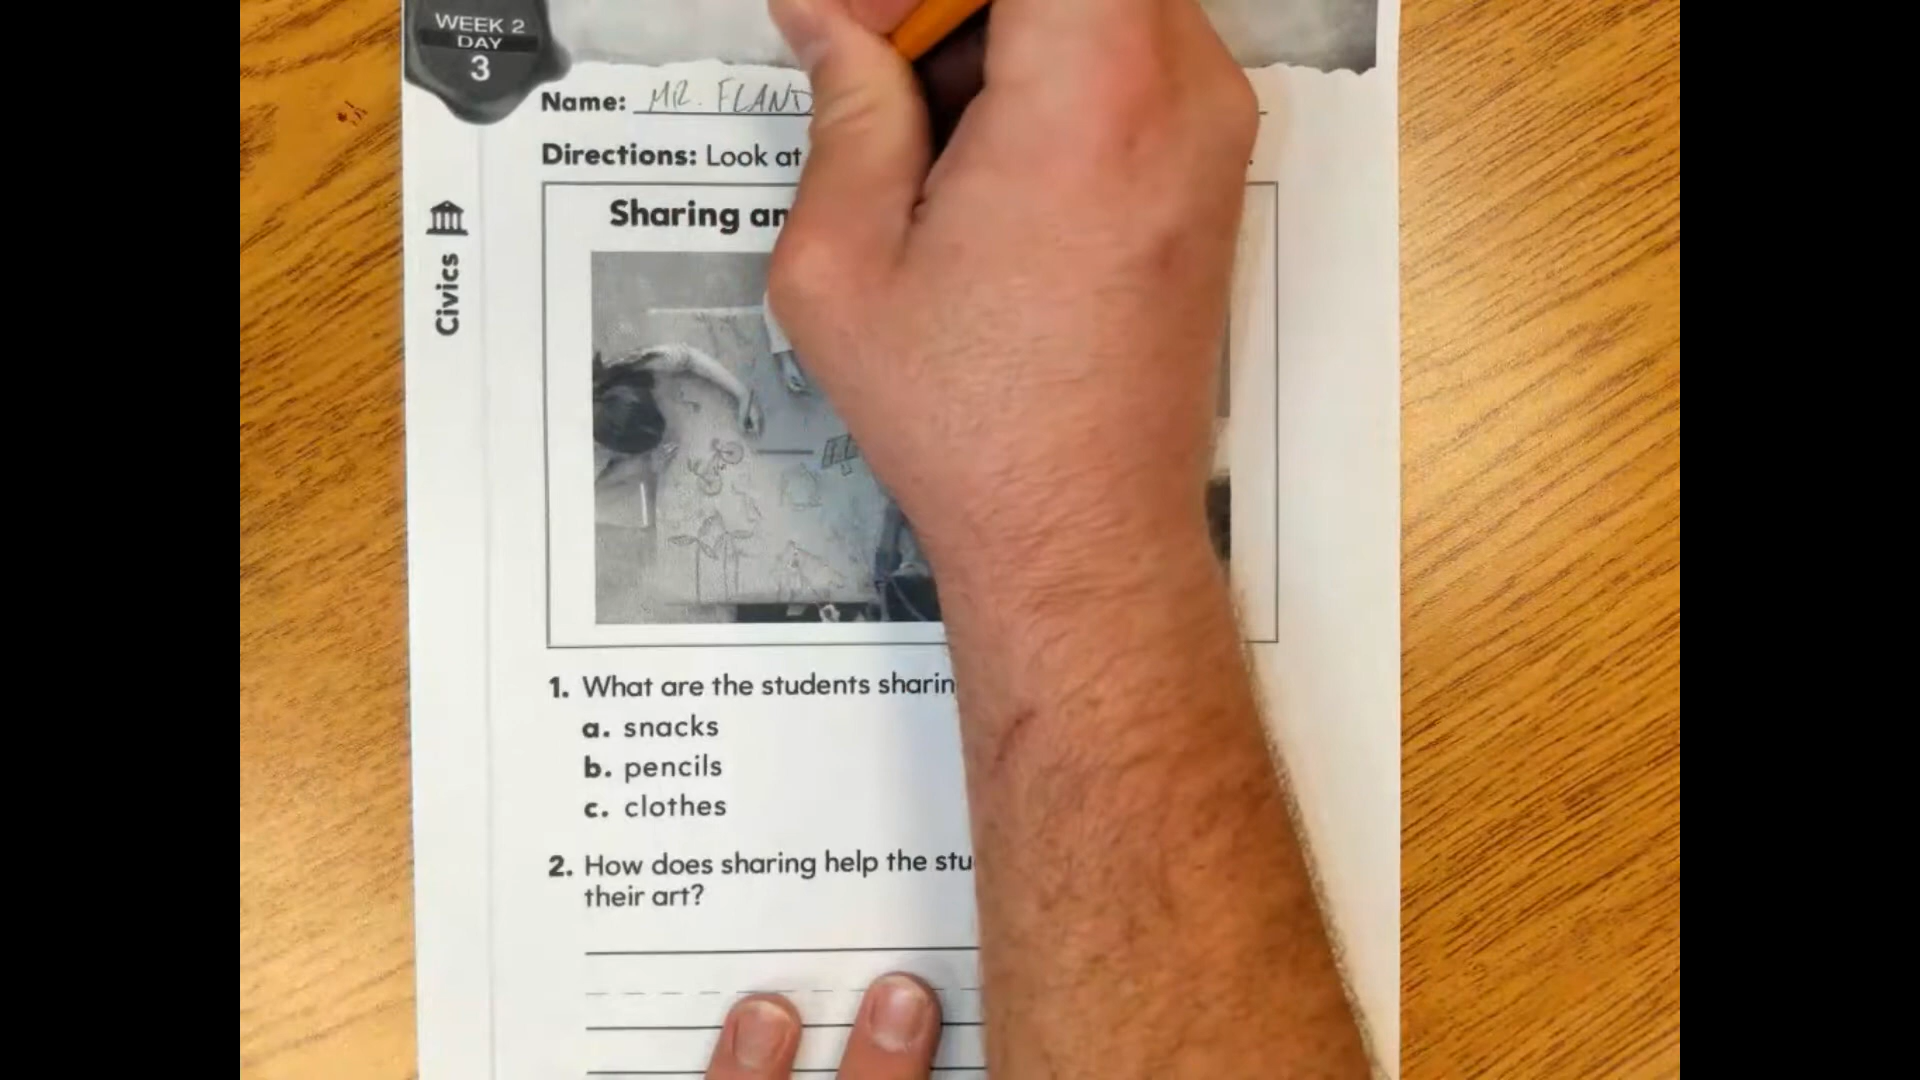 WEEK 2
DAY
3
Name: MR. FLAND
Directions: Look at
Civics
Sharing an
1. What are the students sharin
a. snacks
b. pencils
c. clothes
2. How does sharing help the stu
their art?